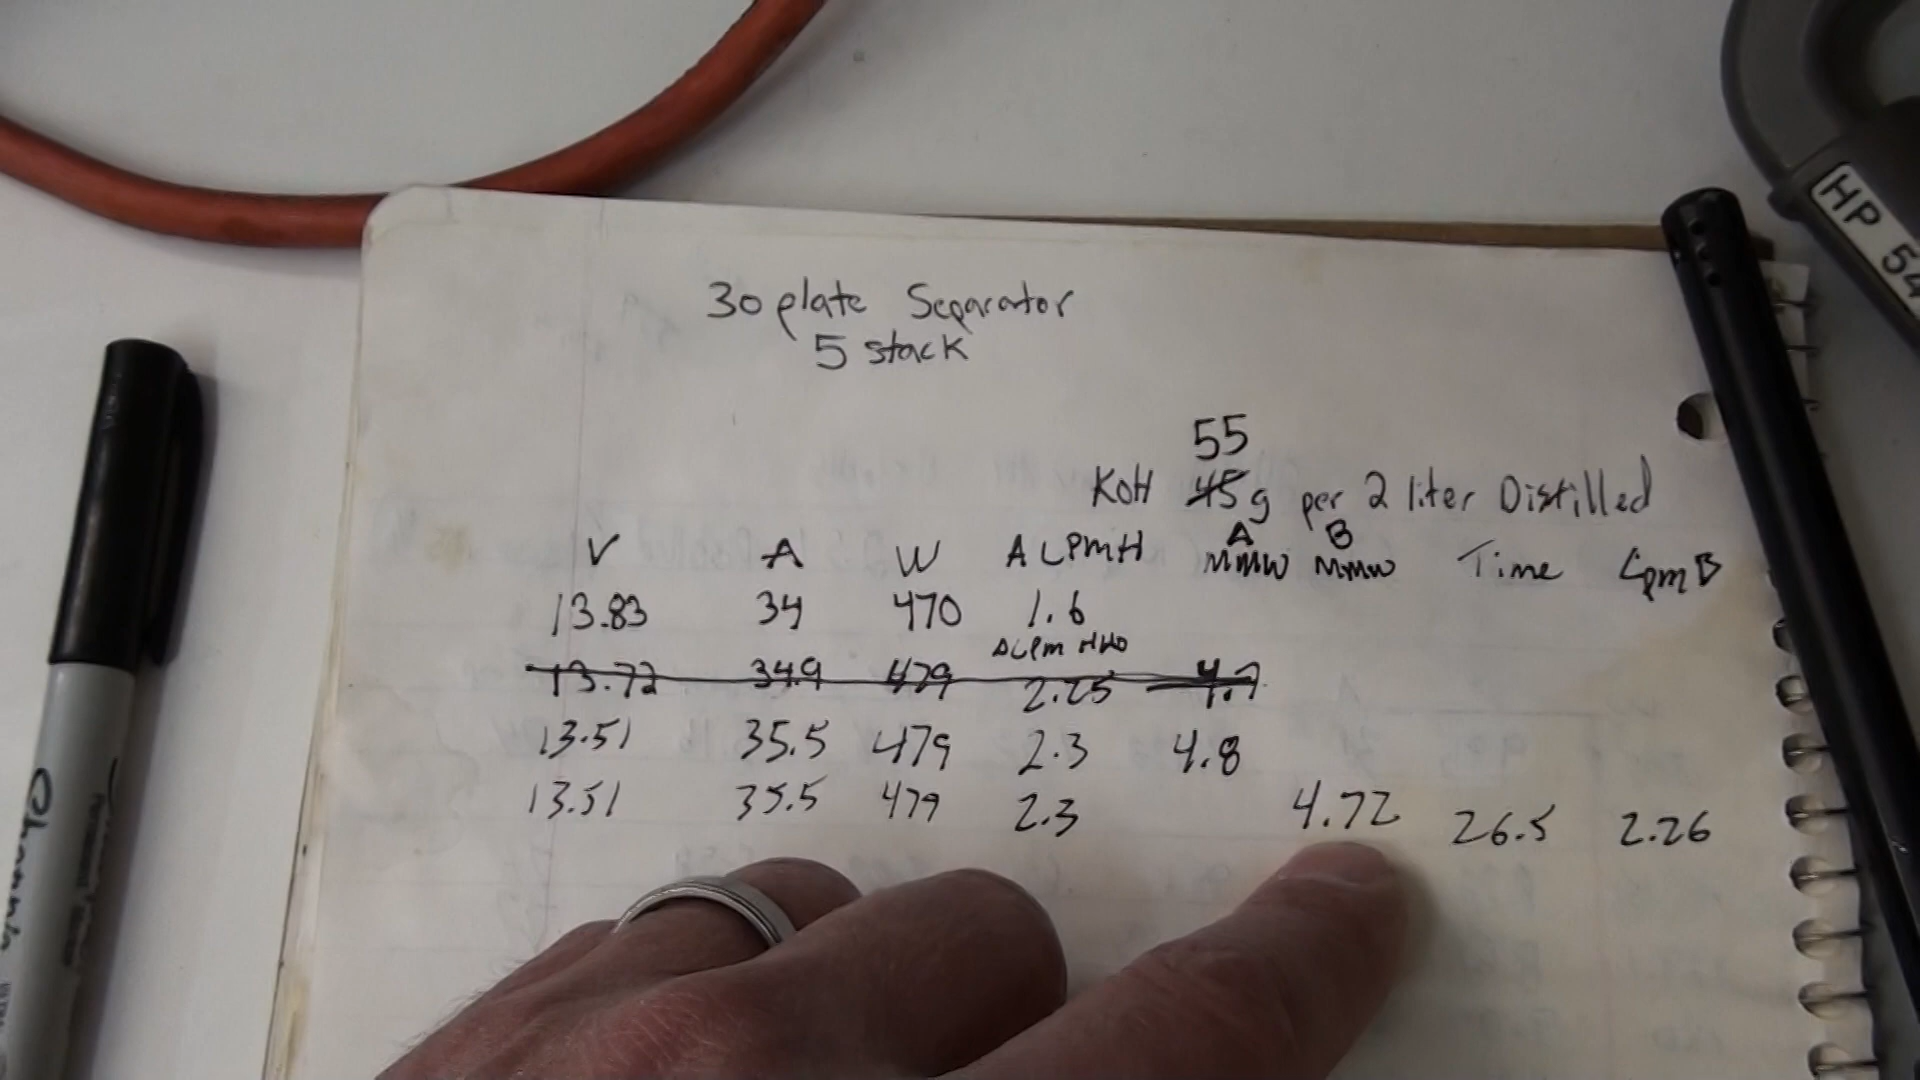 30 plate Separator
5 stack
55
KOH 45g per 2 liter Distilled
A B
V A W A LPMH MMW MMW Time LpmB
13.83 34 470 1.6
ALPm HHO
13.72 34.9 479 2.25 4.7
13.51 35.5 479 2.3 4.8
13.51 35.5 479 2.3 4.72 26.5 2.26
HP 54